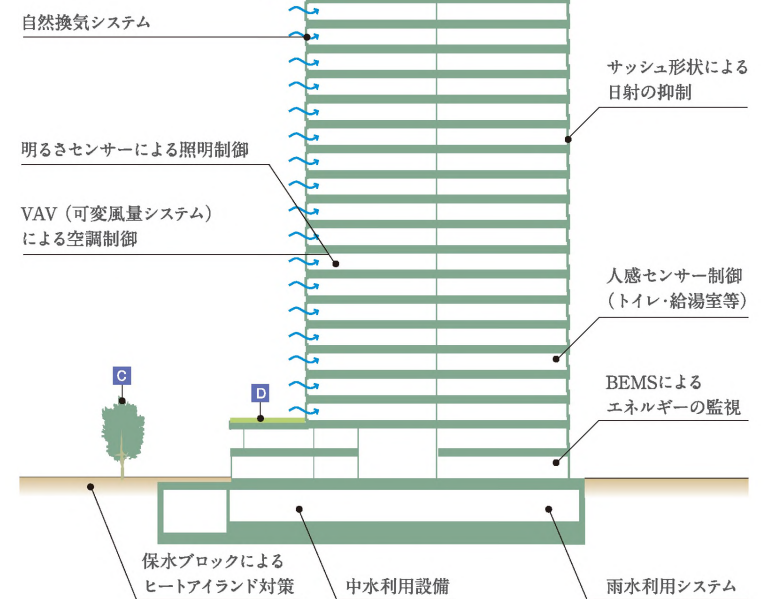 自然換気システム
サッシュ形状による
日射の抑制
明るさセンサーによる照明制御
VAV（可変風量システム）
による空調制御
人感センサー制御
（トイレ・給湯室等）
C
D
BEMSによる
エネルギーの監視
保水ブロックによる
ヒートアイランド対策
中水利用設備
雨水利用システム